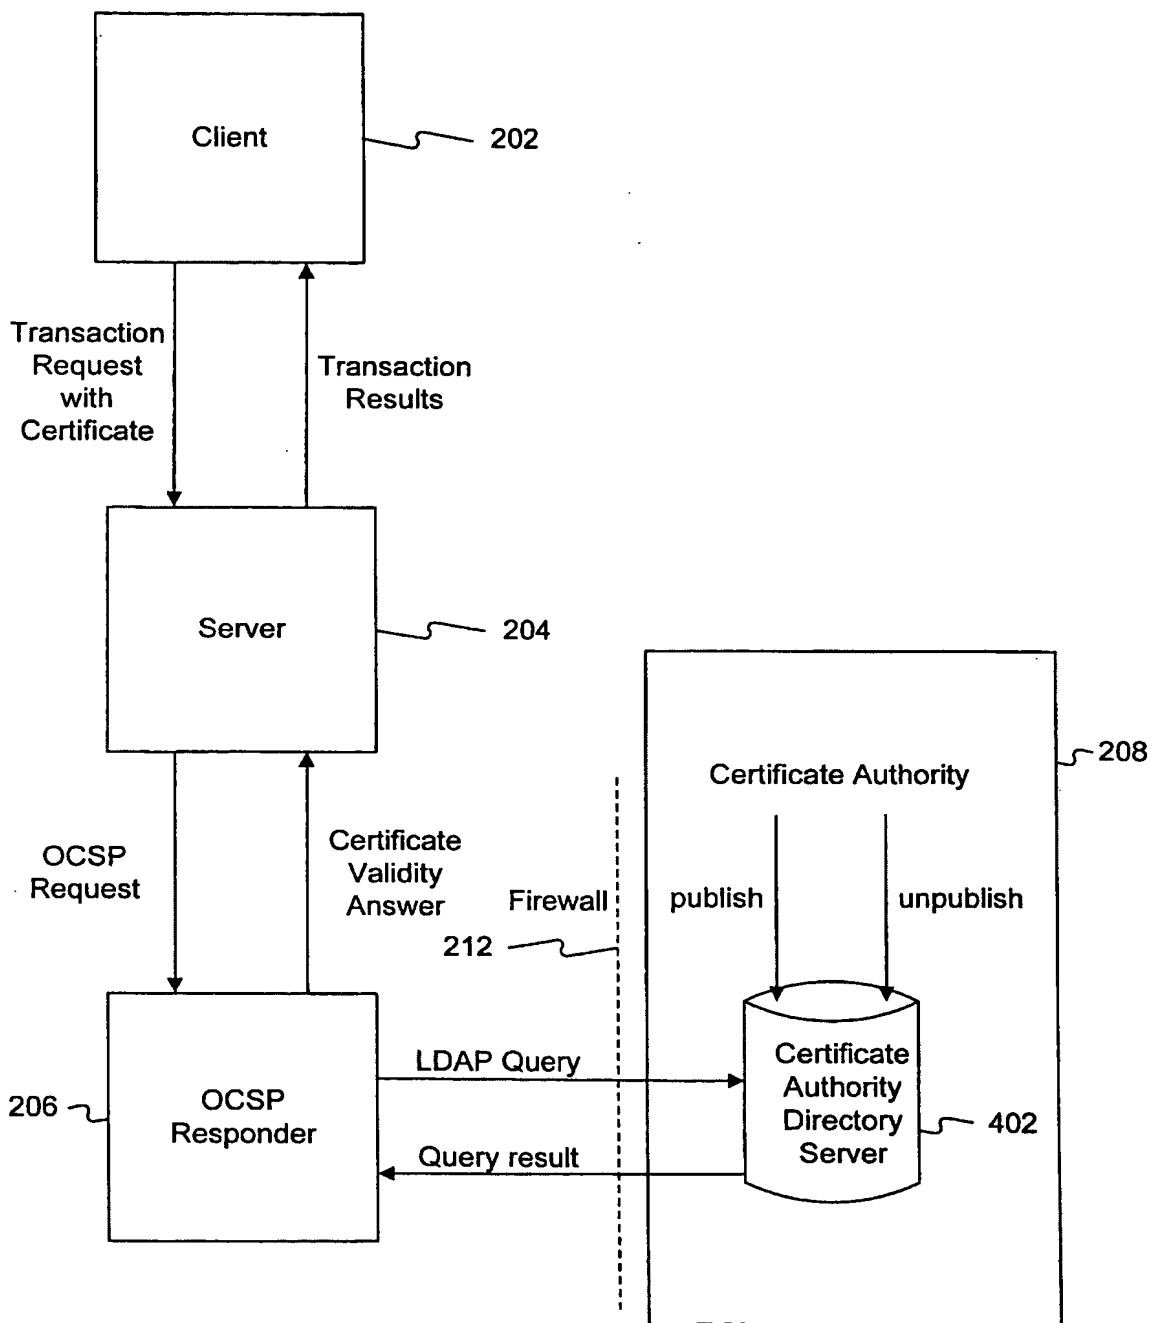 Client
202
Transaction
Request
with
Certificate
Transaction
Results
Server
204
208
Certificate Authority
OCSP
Request
Certificate
Validity
Answer
Firewall
212
publish
unpublish
LDAP Query
Query result
206
OCSP
Responder
Certificate
Authority
Directory
Server
402